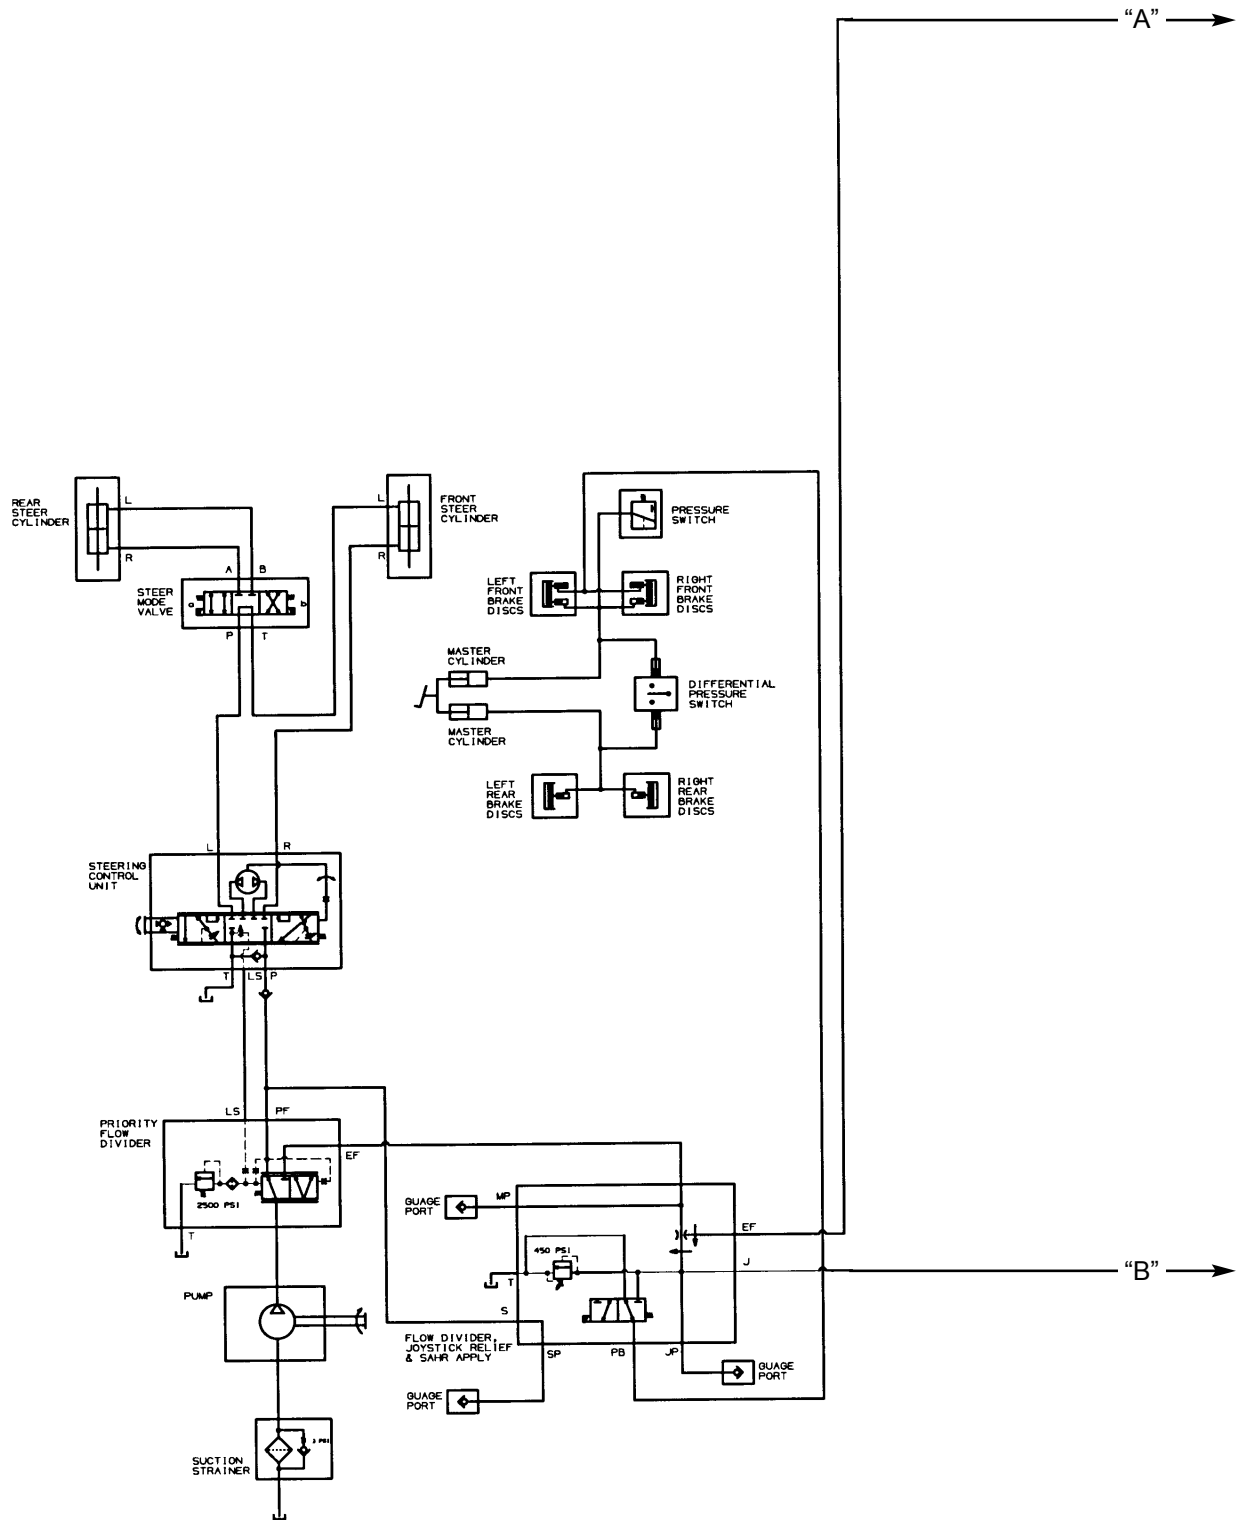 “A”
REAR
STEER
CYLINDER
L
R
L
R
FRONT
STEER
CYLINDER
PRESSURE
SWITCH
A B
STEER
MODE
VALVE
a
b
P T
LEFT
FRONT
BRAKE
DISCS
RIGHT
FRONT
BRAKE
DISCS
MASTER
CYLINDER
DIFFERENTIAL
PRESSURE
SWITCH
MASTER
CYLINDER
LEFT
REAR
BRAKE
DISCS
RIGHT
REAR
BRAKE
DISCS
L R
STEERING
CONTROL
UNIT
T LS P
LS PF
PRIORITY
FLOW
DIVIDER
EF
2500 PSI
T
GUAGE
PORT
MP
EF
450 PSI
J
“B”
T
PUMP
S
FLOW DIVIDER,
JOYSTICK RELIEF
& SAHR APPLY
SP PB JP
GUAGE
PORT
GUAGE
PORT
3 PSI
SUCTION
STRAINER